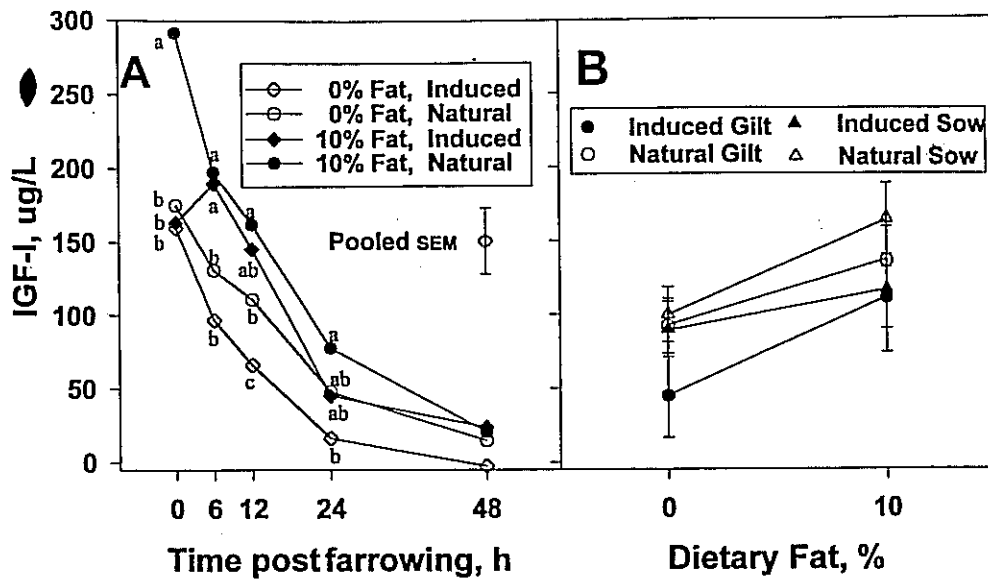 300
250
200
150
100
50
0
IGF-I, ug/L
A
0% Fat, Induced
0% Fat, Natural
10% Fat, Induced
10% Fat, Natural
Pooled SEM
a
b
b
b
a
a
b
b
a
ab
b
c
a
ab
ab
b
0 6 12 24 48
Time post farrowing, h
B
Induced Gilt Induced Sow
Natural Gilt Natural Sow
0 10
Dietary Fat, %